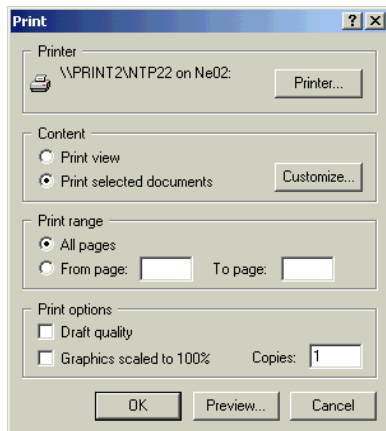 Print
Printer
\\PRINT2\NTP22 on Ne02:
Printer...
Content
Print view
Print selected documents
Customize...
Print range
All pages
From page: To page:
Print options
Draft quality
Graphics scaled to 100% Copies: 1
OK Preview... Cancel